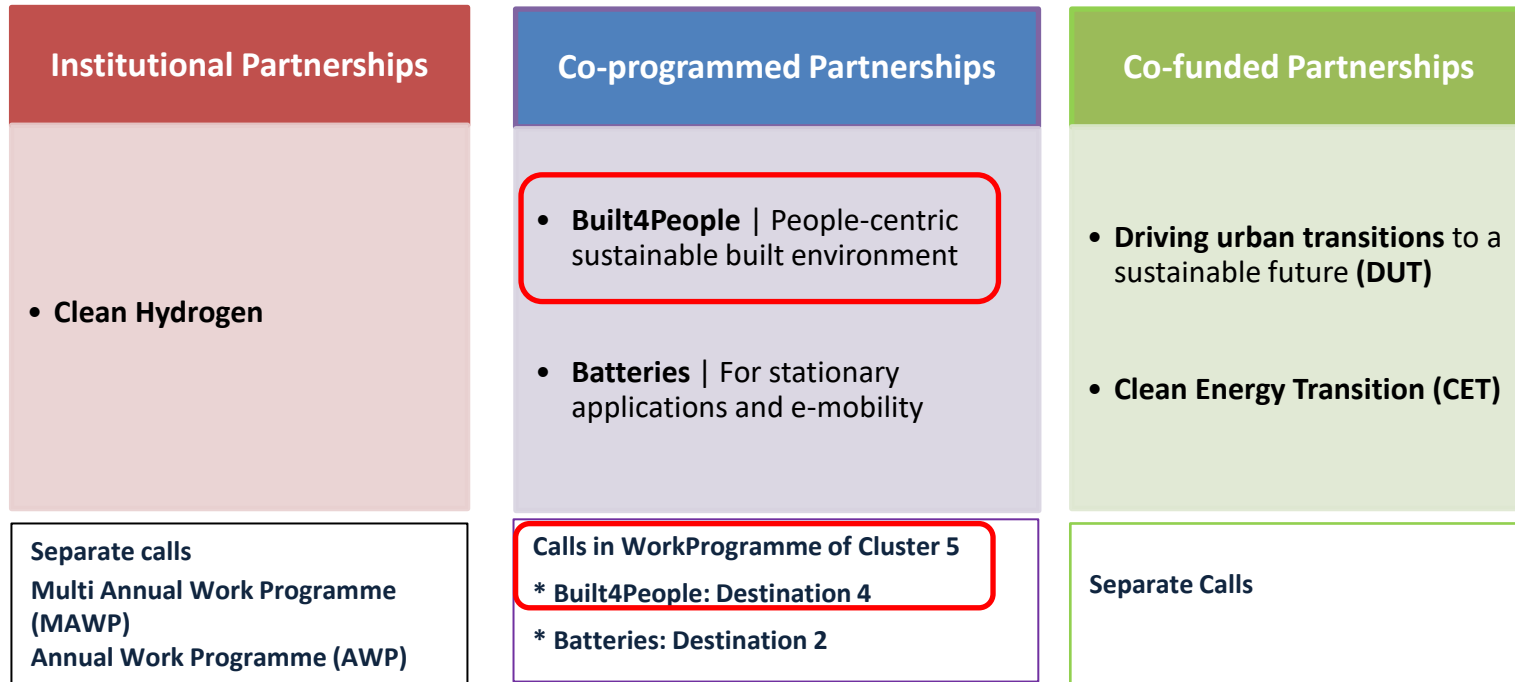 Institutional Partnerships
• Clean Hydrogen
Separate calls
Multi Annual Work Programme
(MAWP)
Annual Work Programme (AWP)
Co-programmed Partnerships
• Built4People | People-centric
sustainable built environment
• Batteries | For stationary
applications and e-mobility
Calls in WorkProgramme of Cluster 5
* Built4People: Destination 4
* Batteries: Destination 2
Co-funded Partnerships
• Driving urban transitions to a
sustainable future (DUT)
• Clean Energy Transition (CET)
Separate Calls